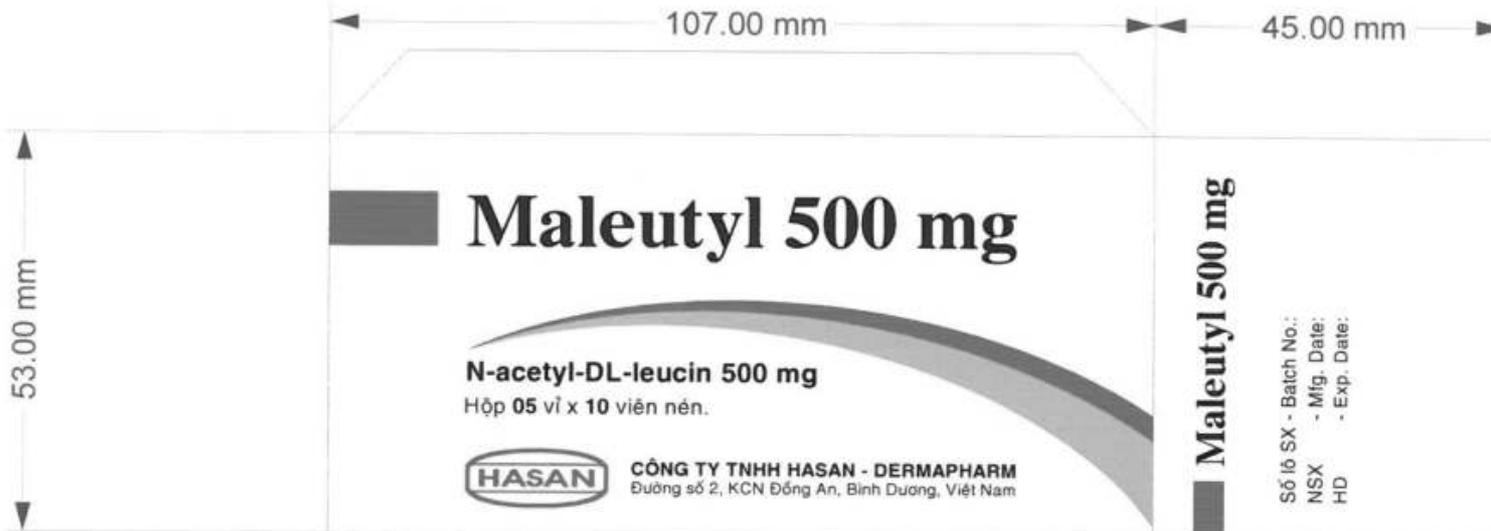 107.00 mm
45.00 mm
53.00 mm
Maleutyl 500 mg
N-acetyl-DL-leucin 500 mg
Hộp 05 vỉ x 10 viên nén.
HASAN
CÔNG TY TNHH HASAN - DERMAPHARM
Đường số 2, KCN Đồng An, Bình Dương, Việt Nam
Maleutyl 500 mg
Số lô SX - Batch No.:
NSX - Mfg. Date:
HD - Exp. Date: